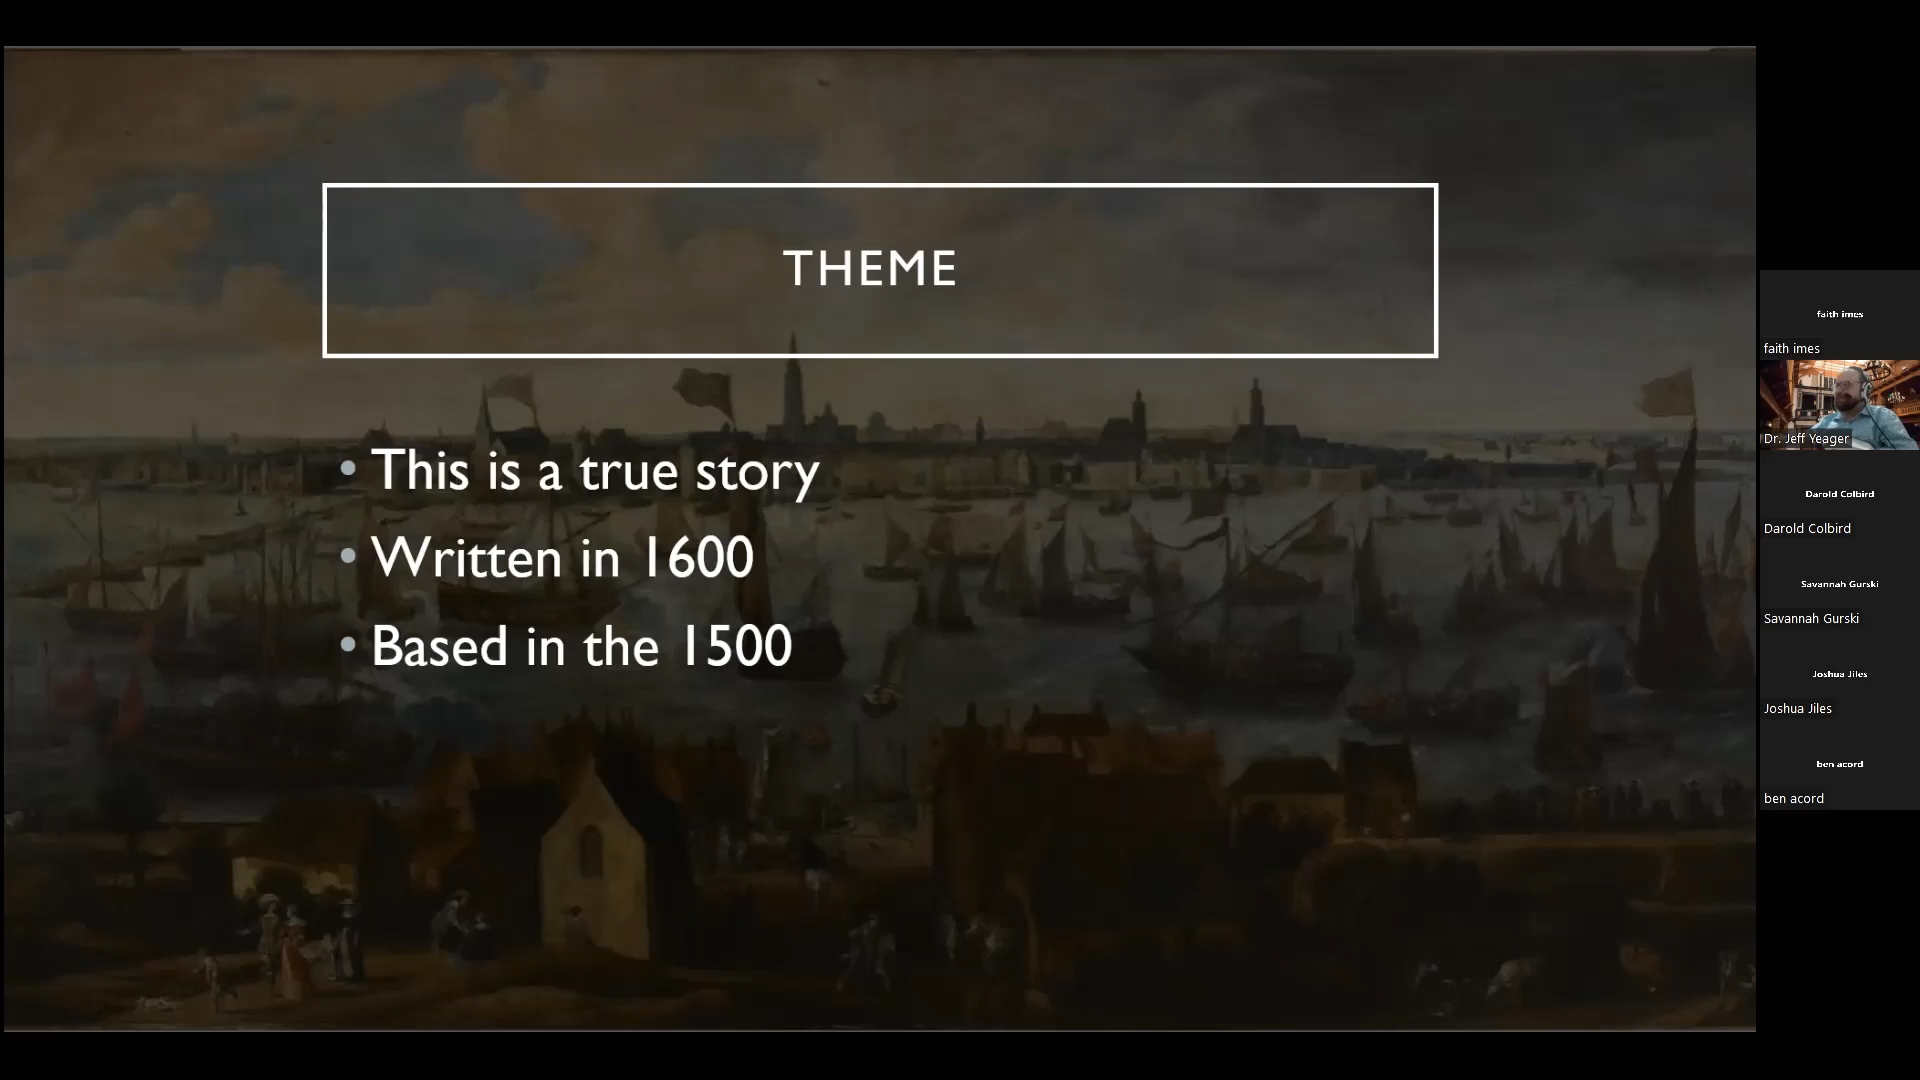 THEME
• This is a true story
• Written in 1600
• Based in the 1500
faith imes
faith imes
Dr. Jeff Yeager
Darold Colbird
Darold Colbird
Savannah Gurski
Savannah Gurski
Joshua Jiles
Joshua Jiles
ben acord
ben acord